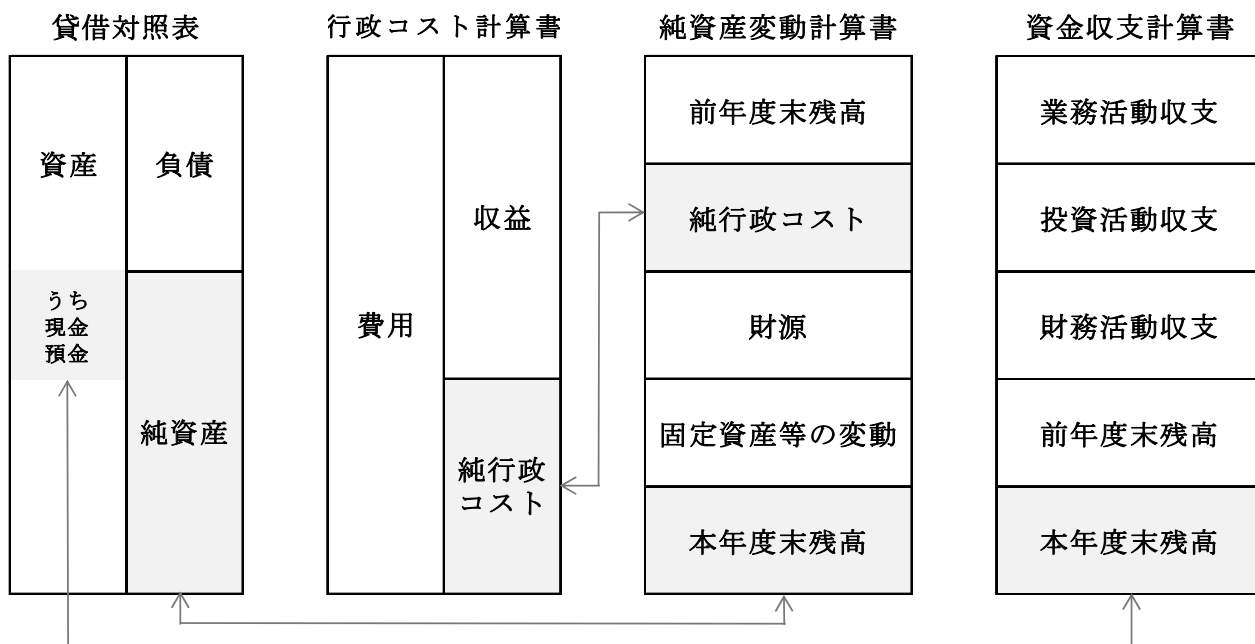 貸借対照表
資産
負債
うち
現金
預金
純資産
行政コスト計算書
費用
収益
純行政
コスト
純資産変動計算書
前年度末残高
純行政コスト
財源
固定資産等の変動
本年度末残高
資金収支計算書
業務活動収支
投資活動収支
財務活動収支
前年度末残高
本年度末残高